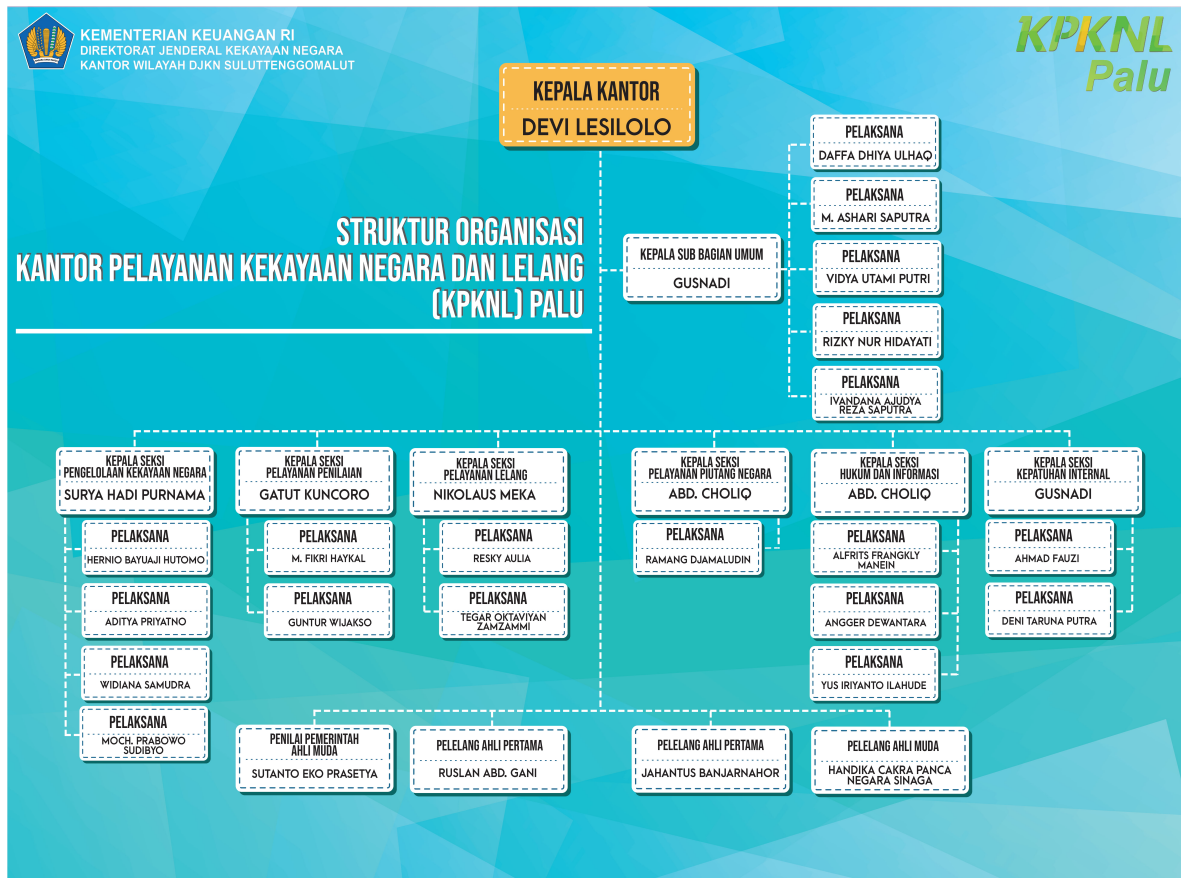 KEMENTERIAN KEUANGAN RI
DIREKTORAT JENDERAL KEKAYAAN NEGARA
KANTOR WILAYAH DJKN SULUTTENGGOMALUT
KPKNL
Palu
KEPALA KANTOR
DEVI LESILOLO
STRUKTUR ORGANISASI
KANTOR PELAYANAN KEKAYAAN NEGARA DAN LELANG
(KPKNL) PALU
KEPALA SUB BAGIAN UMUM
GUSNADI
PELAKSANA
DAFFA DHIYA ULHAQ
PELAKSANA
M. ASHARI SAPUTRA
PELAKSANA
VIDYA UTAMI PUTRI
PELAKSANA
RIZKY NUR HIDAYATI
PELAKSANA
IVANDANA AJUDYA
REZA SAPUTRA
KEPALA SEKSI
PENGELOLAAN KEKAYAAN NEGARA
SURYA HADI PURNAMA
PELAKSANA
HERNIO BAYUAJI HUTOMO
PELAKSANA
ADITYA PRIYATNO
PELAKSANA
WIDIANA SAMUDRA
PELAKSANA
MOCH. PRABOWO
SUDIBYO
KEPALA SEKSI
PELAYANAN PENILAIAN
GATUT KUNCORO
PELAKSANA
M. FIKRI HAYKAL
PELAKSANA
GUNTUR WIJAKSO
KEPALA SEKSI
PELAYANAN LELANG
NIKOLAUS MEKA
PELAKSANA
RESKY AULIA
PELAKSANA
TEGAR OKTAVIYAN
ZAMZAMMI
KEPALA SEKSI
PELAYANAN PIUTANG NEGARA
ABD. CHOLIQ
PELAKSANA
RAMANG DJAMALUDIN
KEPALA SEKSI
HUKUM DAN INFORMASI
ABD. CHOLIQ
PELAKSANA
ALFRITS FRANGKLY
MANEIN
PELAKSANA
ANGGER DEWANTARA
PELAKSANA
YUS IRIYANTO ILAHUDE
KEPALA SEKSI
KEPATUHAN INTERNAL
GUSNADI
PELAKSANA
AHMAD FAUZI
PELAKSANA
DENI TARUNA PUTRA
PENILAI PEMERINTAH
AHLI MUDA
SUTANTO EKO PRASETYA
PELELANG AHLI PERTAMA
RUSLAN ABD. GANI
PELELANG AHLI PERTAMA
JAHANTUS BANJARNAHOR
PELELANG AHLI MUDA
HANDIKA CAKRA PANCA
NEGARA SINAGA